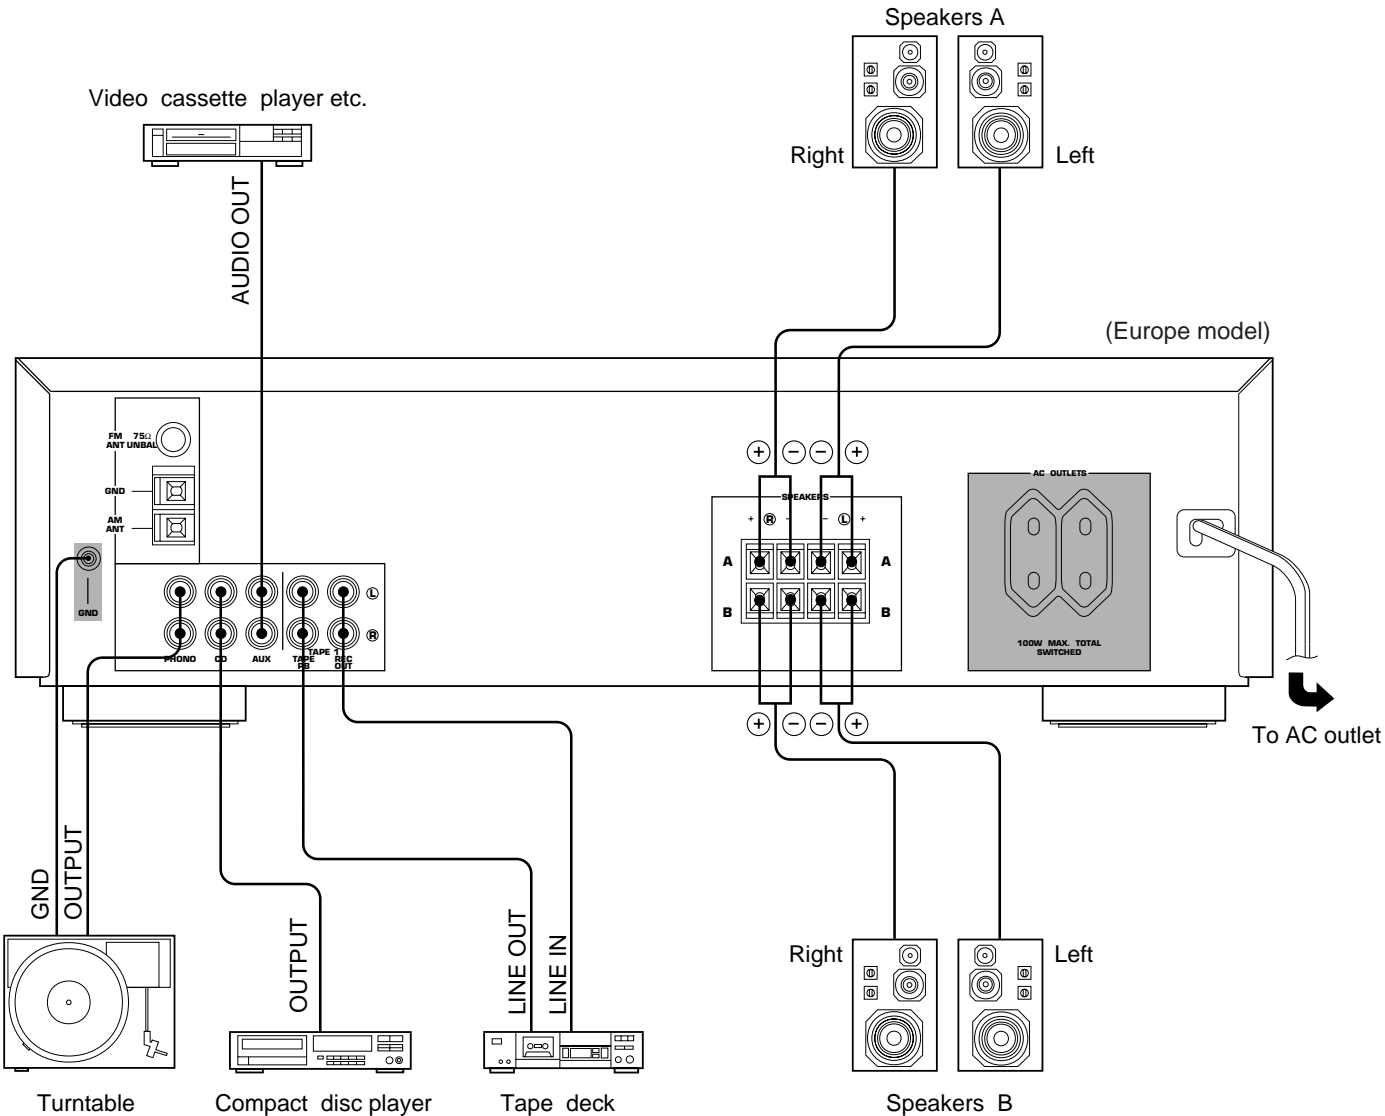 Speakers A
Video cassette player etc.
Right
Left
AUDIO OUT
(Europe model)
FM 75Ω
ANT UNBAL
GND
AM
ANT
GND
L
R
PHONO
CD
AUX
TAPE 1
TAPE
PB
REC
OUT
+ − − +
SPEAKERS
+ R − − L +
A A
B B
+ − − +
AC OUTLETS
100W MAX. TOTAL
SWITCHED
To AC outlet
GND
OUTPUT
OUTPUT
LINE OUT
LINE IN
Right
Left
Turntable
Compact disc player
Tape deck
Speakers B